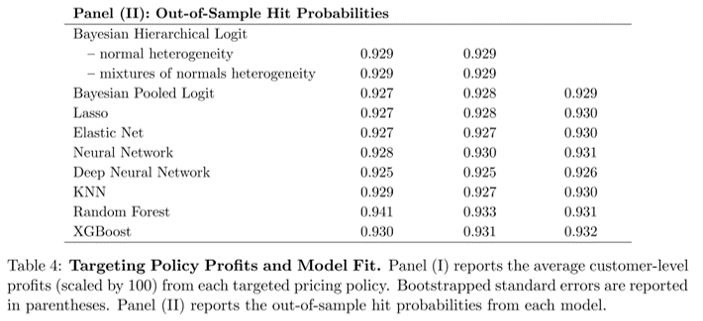 Panel (II): Out-of-Sample Hit Probabilities
Bayesian Hierarchical Logit
– normal heterogeneity 0.929 0.929
– mixtures of normals heterogeneity 0.929 0.929
Bayesian Pooled Logit 0.927 0.928 0.929
Lasso 0.927 0.928 0.930
Elastic Net 0.927 0.927 0.930
Neural Network 0.928 0.930 0.931
Deep Neural Network 0.925 0.925 0.926
KNN 0.929 0.927 0.930
Random Forest 0.941 0.933 0.931
XGBoost 0.930 0.931 0.932
Table 4: Targeting Policy Profits and Model Fit. Panel (I) reports the average customer-level
profits (scaled by 100) from each targeted pricing policy. Bootstrapped standard errors are reported
in parentheses. Panel (II) reports the out-of-sample hit probabilities from each model.